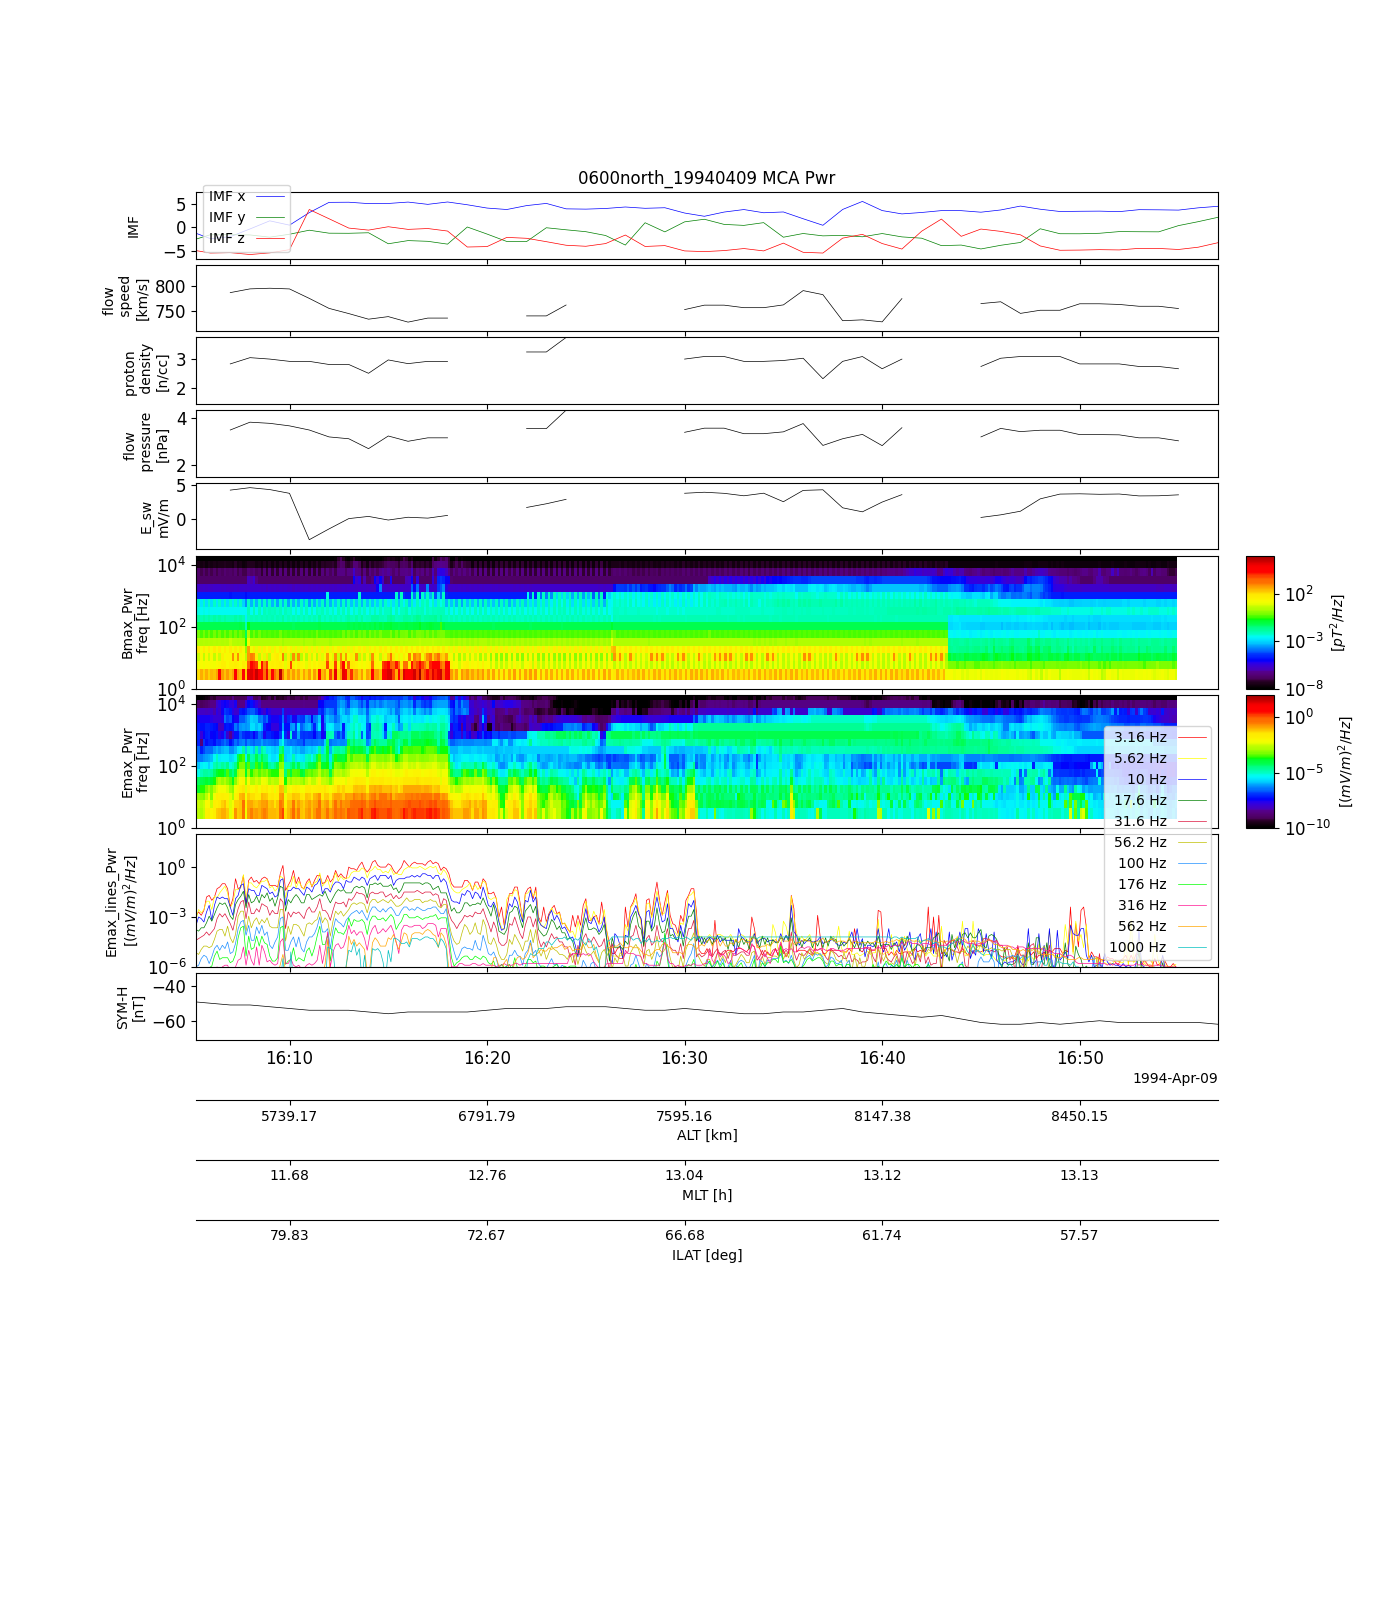 0600north_19940409 MCA Pwr
IMF x
IMF y
IMF z
5
0
−5
IMF
800
750
flow
speed
[km/s]
3
2
proton
density
[n/cc]
4
2
flow
pressure
[nPa]
5
0
E_sw
mV/m
10^4
10^2
10^0
Bmax_Pwr
freq [Hz]
10^2
10^−3
10^−8
[pT^2/Hz]
10^4
10^2
10^0
Emax_Pwr
freq [Hz]
10^0
10^−5
10^−10
[(mV/m)^2/Hz]
3.16 Hz
5.62 Hz
10 Hz
17.6 Hz
31.6 Hz
56.2 Hz
100 Hz
176 Hz
316 Hz
562 Hz
1000 Hz
10^0
10^−3
10^−6
Emax_lines_Pwr
[(mV/m)^2/Hz]
−40
−60
SYM-H
[nT]
16:10 16:20 16:30 16:40 16:50
1994-Apr-09
5739.17 6791.79 7595.16 8147.38 8450.15
ALT [km]
11.68 12.76 13.04 13.12 13.13
MLT [h]
79.83 72.67 66.68 61.74 57.57
ILAT [deg]